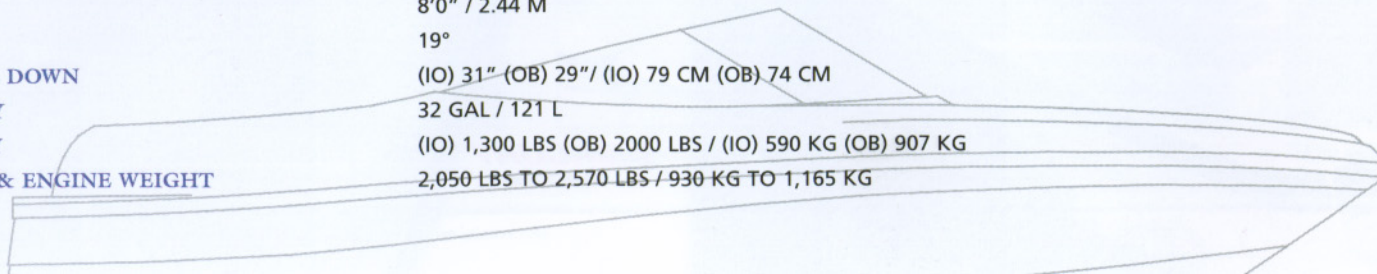 8'0" / 2.44 M
19°
DOWN (IO) 31" (OB) 29"/ (IO) 79 CM (OB) 74 CM
32 GAL / 121 L
(IO) 1,300 LBS (OB) 2000 LBS / (IO) 590 KG (OB) 907 KG
& ENGINE WEIGHT 2,050 LBS TO 2,570 LBS / 930 KG TO 1,165 KG